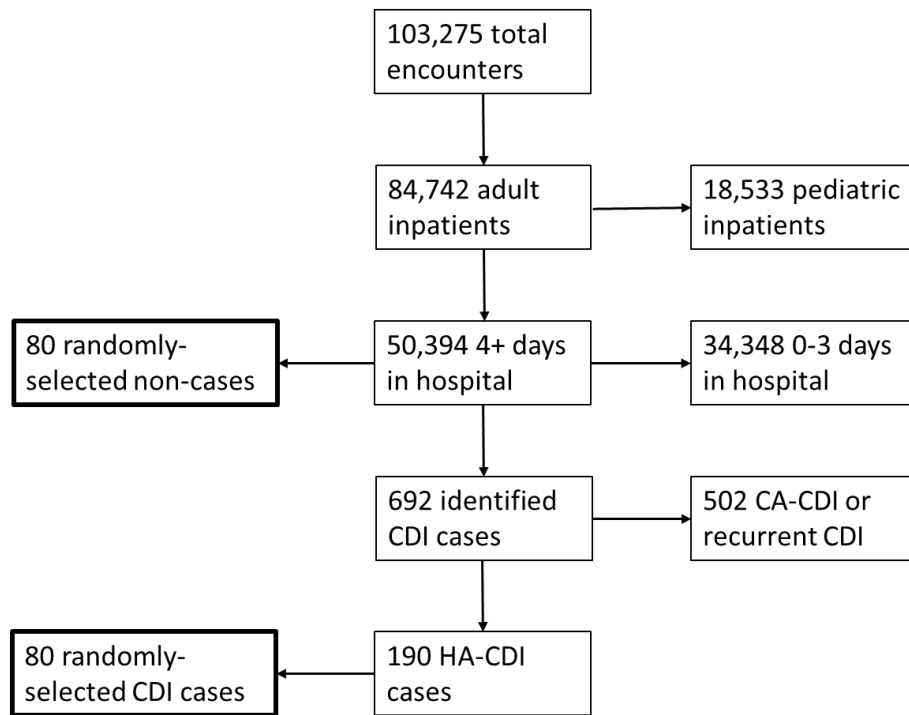 103,275 total
encounters
84,742 adult
inpatients
18,533 pediatric
inpatients
80 randomly-
selected non-cases
50,394 4+ days
in hospital
34,348 0-3 days
in hospital
692 identified
CDI cases
502 CA-CDI or
recurrent CDI
80 randomly-
selected CDI cases
190 HA-CDI
cases